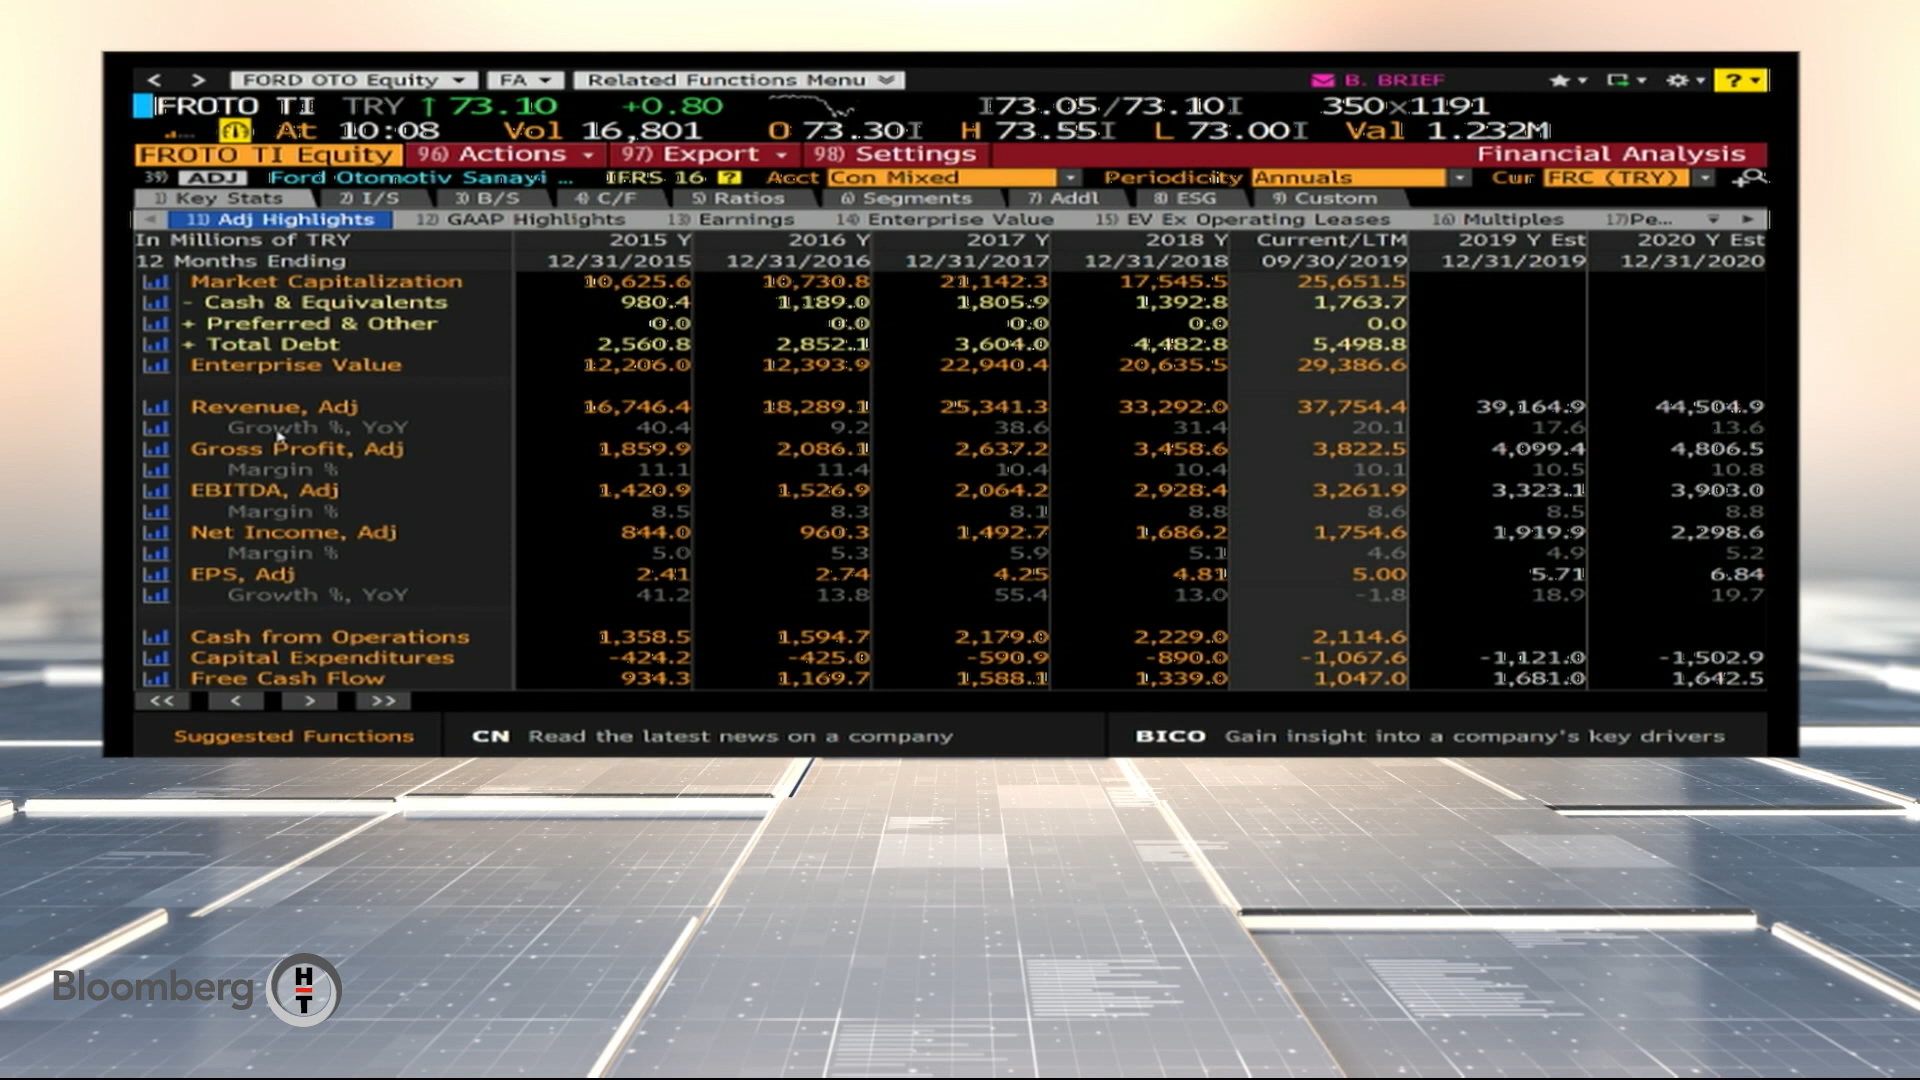 FORD OTO Equity FA Related Functions Menu B. BRIEF ?
FROTO TI TRY ↑ 73.10 +0.80 73.05/73.10 350×1191
At 10:08 Vol 16,801 O 73.30 H 73.55 L 73.00 Val 1.232M
FROTO TI Equity 96) Actions 97) Export 98) Settings Financial Analysis
39) ADJ Ford Otomotiv Sanayi ... IFRS 16 ? Acct Con Mixed Periodicity Annuals Cur FRC (TRY)
1) Key Stats 2) I/S 3) B/S 4) C/F 5) Ratios 6) Segments 7) Addl 8) ESG 9) Custom
11) Adj Highlights 12) GAAP Highlights 13) Earnings 14) Enterprise Value 15) EV Ex Operating Leases 16) Multiples 17) Pe...
In Millions of TRY 2015 Y 2016 Y 2017 Y 2018 Y Current/LTM 2019 Y Est 2020 Y Est
12 Months Ending 12/31/2015 12/31/2016 12/31/2017 12/31/2018 09/30/2019 12/31/2019 12/31/2020
Market Capitalization 10,625.6 10,730.8 21,142.3 17,545.5 25,651.5
- Cash & Equivalents 980.4 1,189.0 1,805.9 1,392.8 1,763.7
+ Preferred & Other 0.0 0.0 0.0 0.0 0.0
+ Total Debt 2,560.8 2,852.1 3,604.0 4,482.8 5,498.8
Enterprise Value 12,206.0 12,393.9 22,940.4 20,635.5 29,386.6
Revenue, Adj 16,746.4 18,289.1 25,341.3 33,292.0 37,754.4 39,164.9 44,504.9
Growth %, YoY 40.4 9.2 38.6 31.4 20.1 17.6 13.6
Gross Profit, Adj 1,859.9 2,086.1 2,637.2 3,458.6 3,822.5 4,099.4 4,806.5
Margin % 11.1 11.4 10.4 10.4 10.1 10.5 10.8
EBITDA, Adj 1,420.9 1,526.9 2,064.2 2,928.4 3,261.9 3,323.1 3,903.0
Margin % 8.5 8.3 8.1 8.8 8.6 8.5 8.8
Net Income, Adj 844.0 960.3 1,492.7 1,686.2 1,754.6 1,919.9 2,298.6
Margin % 5.0 5.3 5.9 5.1 4.6 4.9 5.2
EPS, Adj 2.41 2.74 4.25 4.81 5.00 5.71 6.84
Growth %, YoY 41.2 13.8 55.4 13.0 -1.8 18.9 19.7
Cash from Operations 1,358.5 1,594.7 2,179.0 2,229.0 2,114.6
Capital Expenditures -424.2 -425.0 -590.9 -890.0 -1,067.6 -1,121.0 -1,502.9
Free Cash Flow 934.3 1,169.7 1,588.1 1,339.0 1,047.0 1,681.0 1,642.5
<< < > >>
Suggested Functions CN Read the latest news on a company BICO Gain insight into a company's key drivers
Bloomberg HT